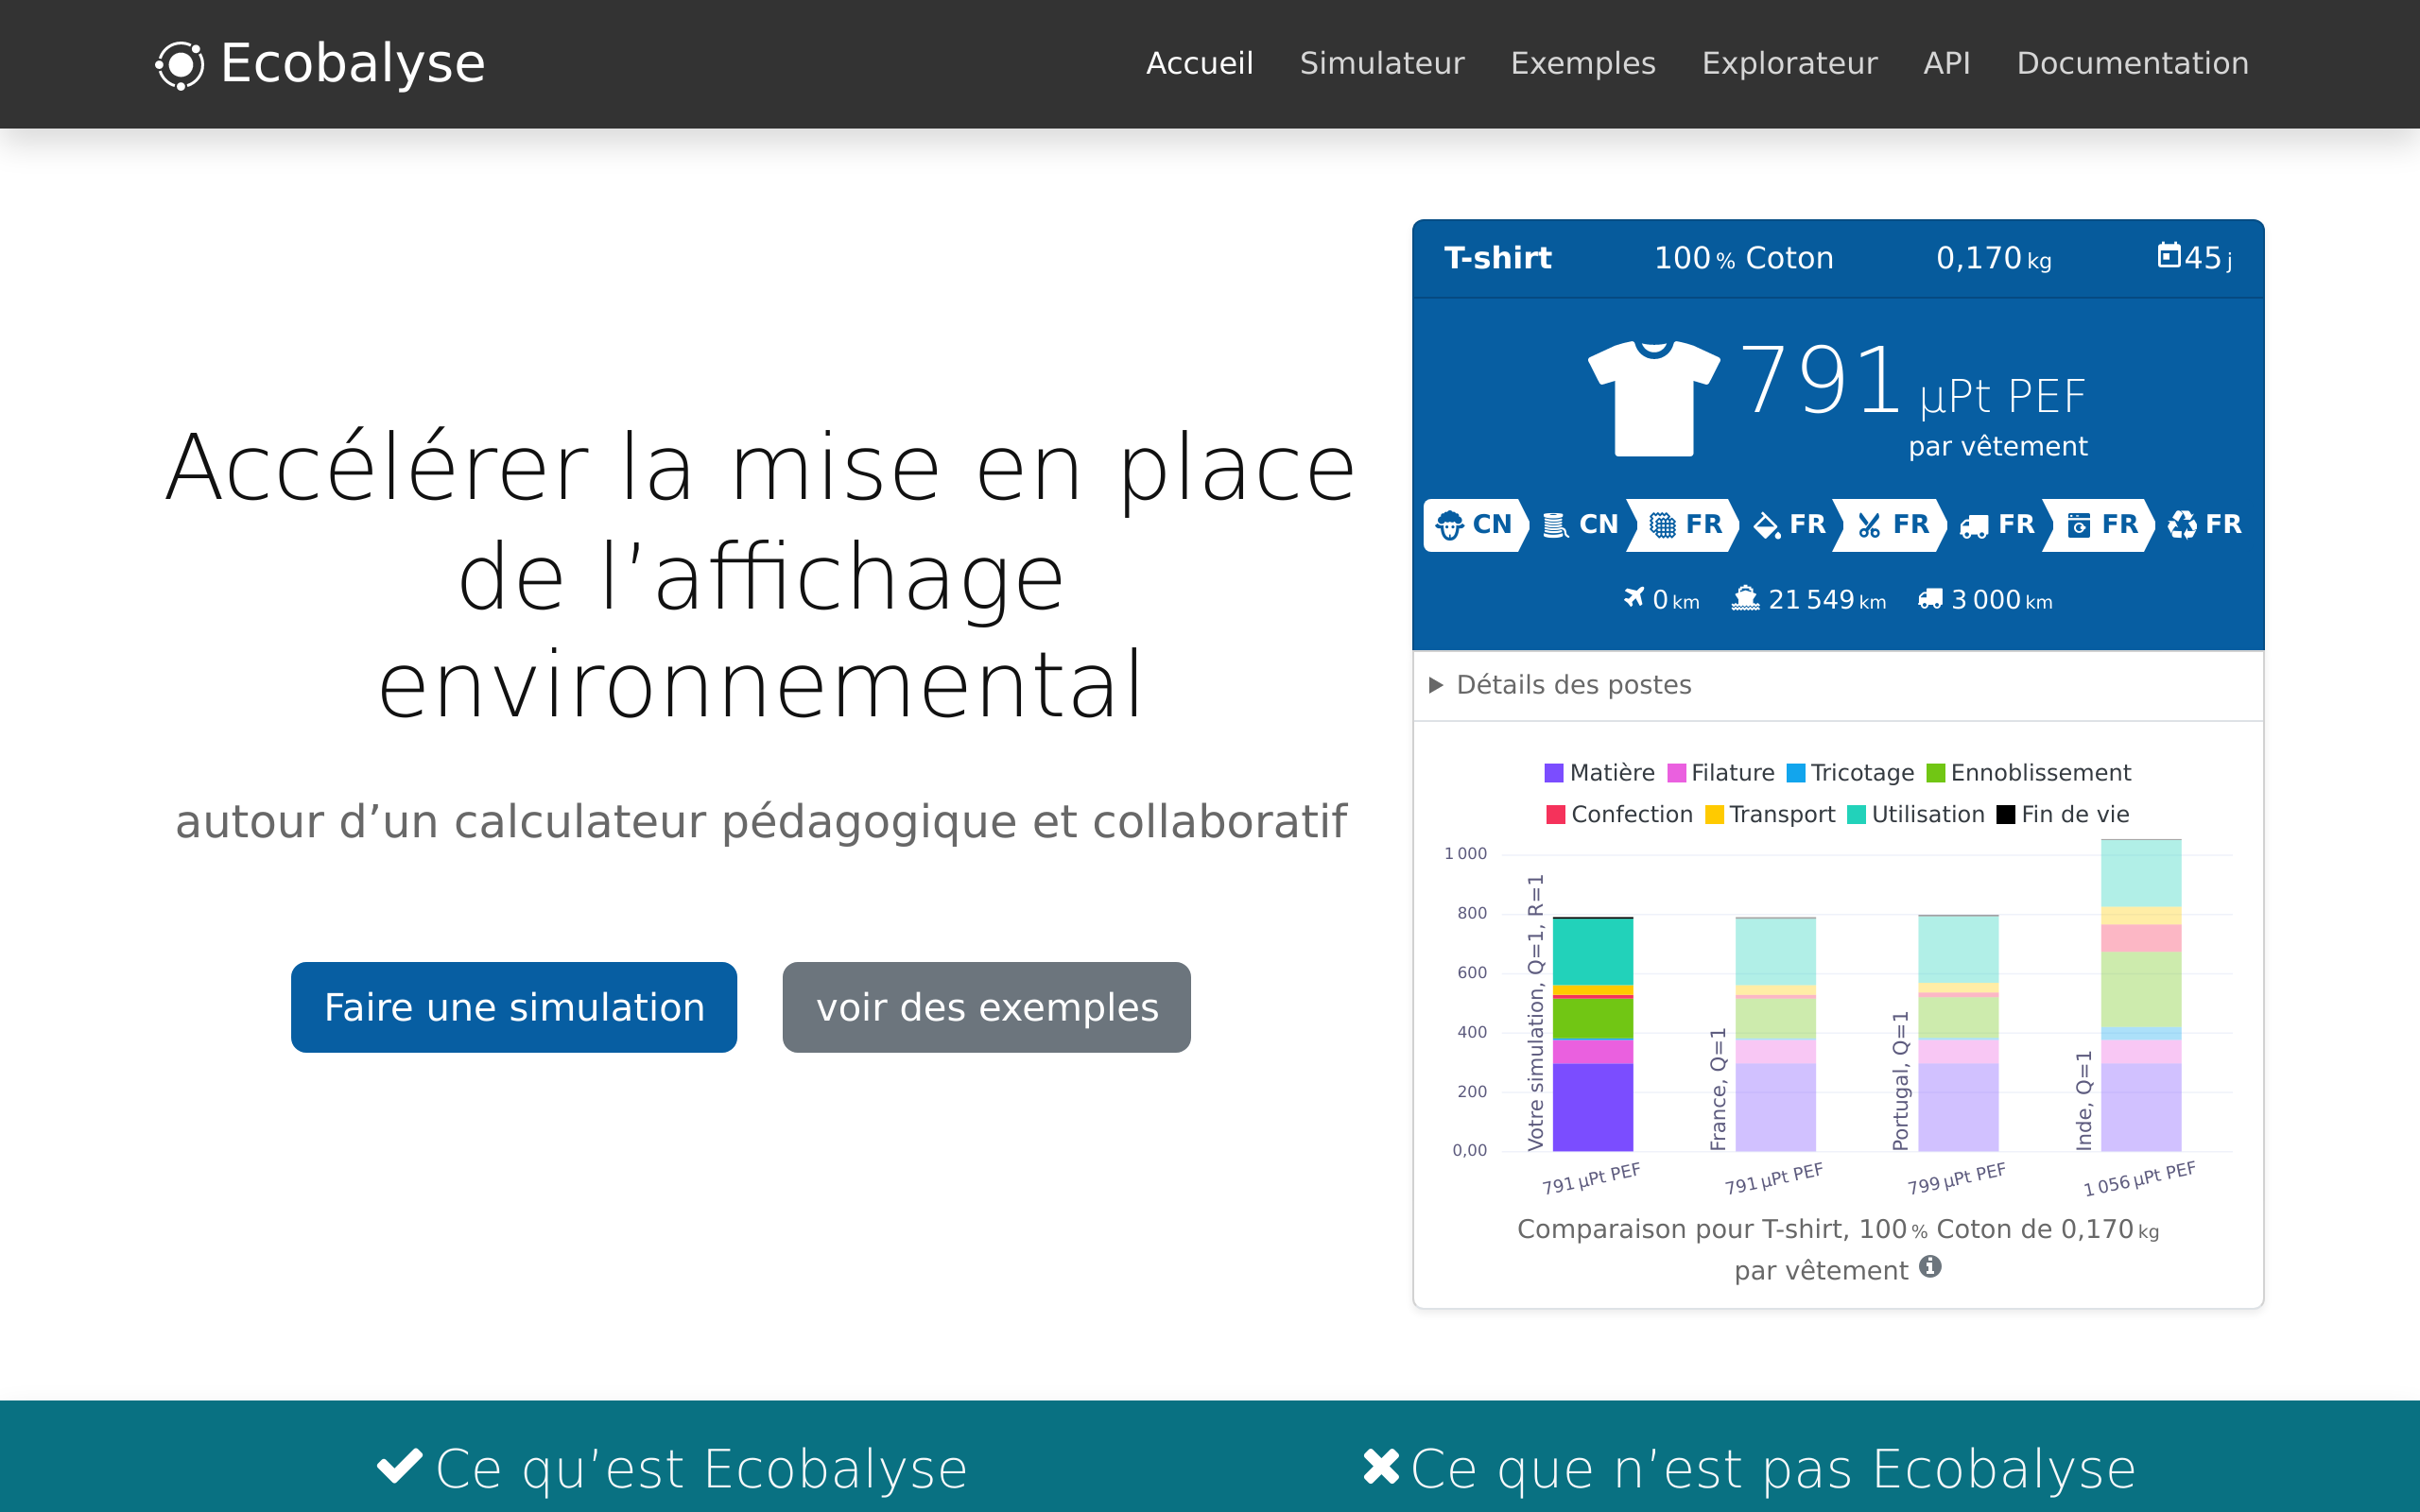 Ecobalyse
Accueil Simulateur Exemples Explorateur API Documentation
Accélérer la mise en place
de l’affichage
environnemental
autour d’un calculateur pédagogique et collaboratif
Faire une simulation
voir des exemples
T-shirt 100 % Coton 0,170 kg 45 j
791 µPt PEF
par vêtement
CN CN FR FR FR FR FR FR
0 km 21 549 km 3 000 km
Détails des postes
Matière Filature Tricotage Ennoblissement
Confection Transport Utilisation Fin de vie
1 000
800
600
400
200
0,00
Votre simulation, Q=1, R=1
France, Q=1
Portugal, Q=1
Inde, Q=1
791 µPt PEF
791 µPt PEF
799 µPt PEF
1 056 µPt PEF
Comparaison pour T-shirt, 100 % Coton de 0,170 kg
par vêtement
Ce qu’est Ecobalyse
Ce que n’est pas Ecobalyse